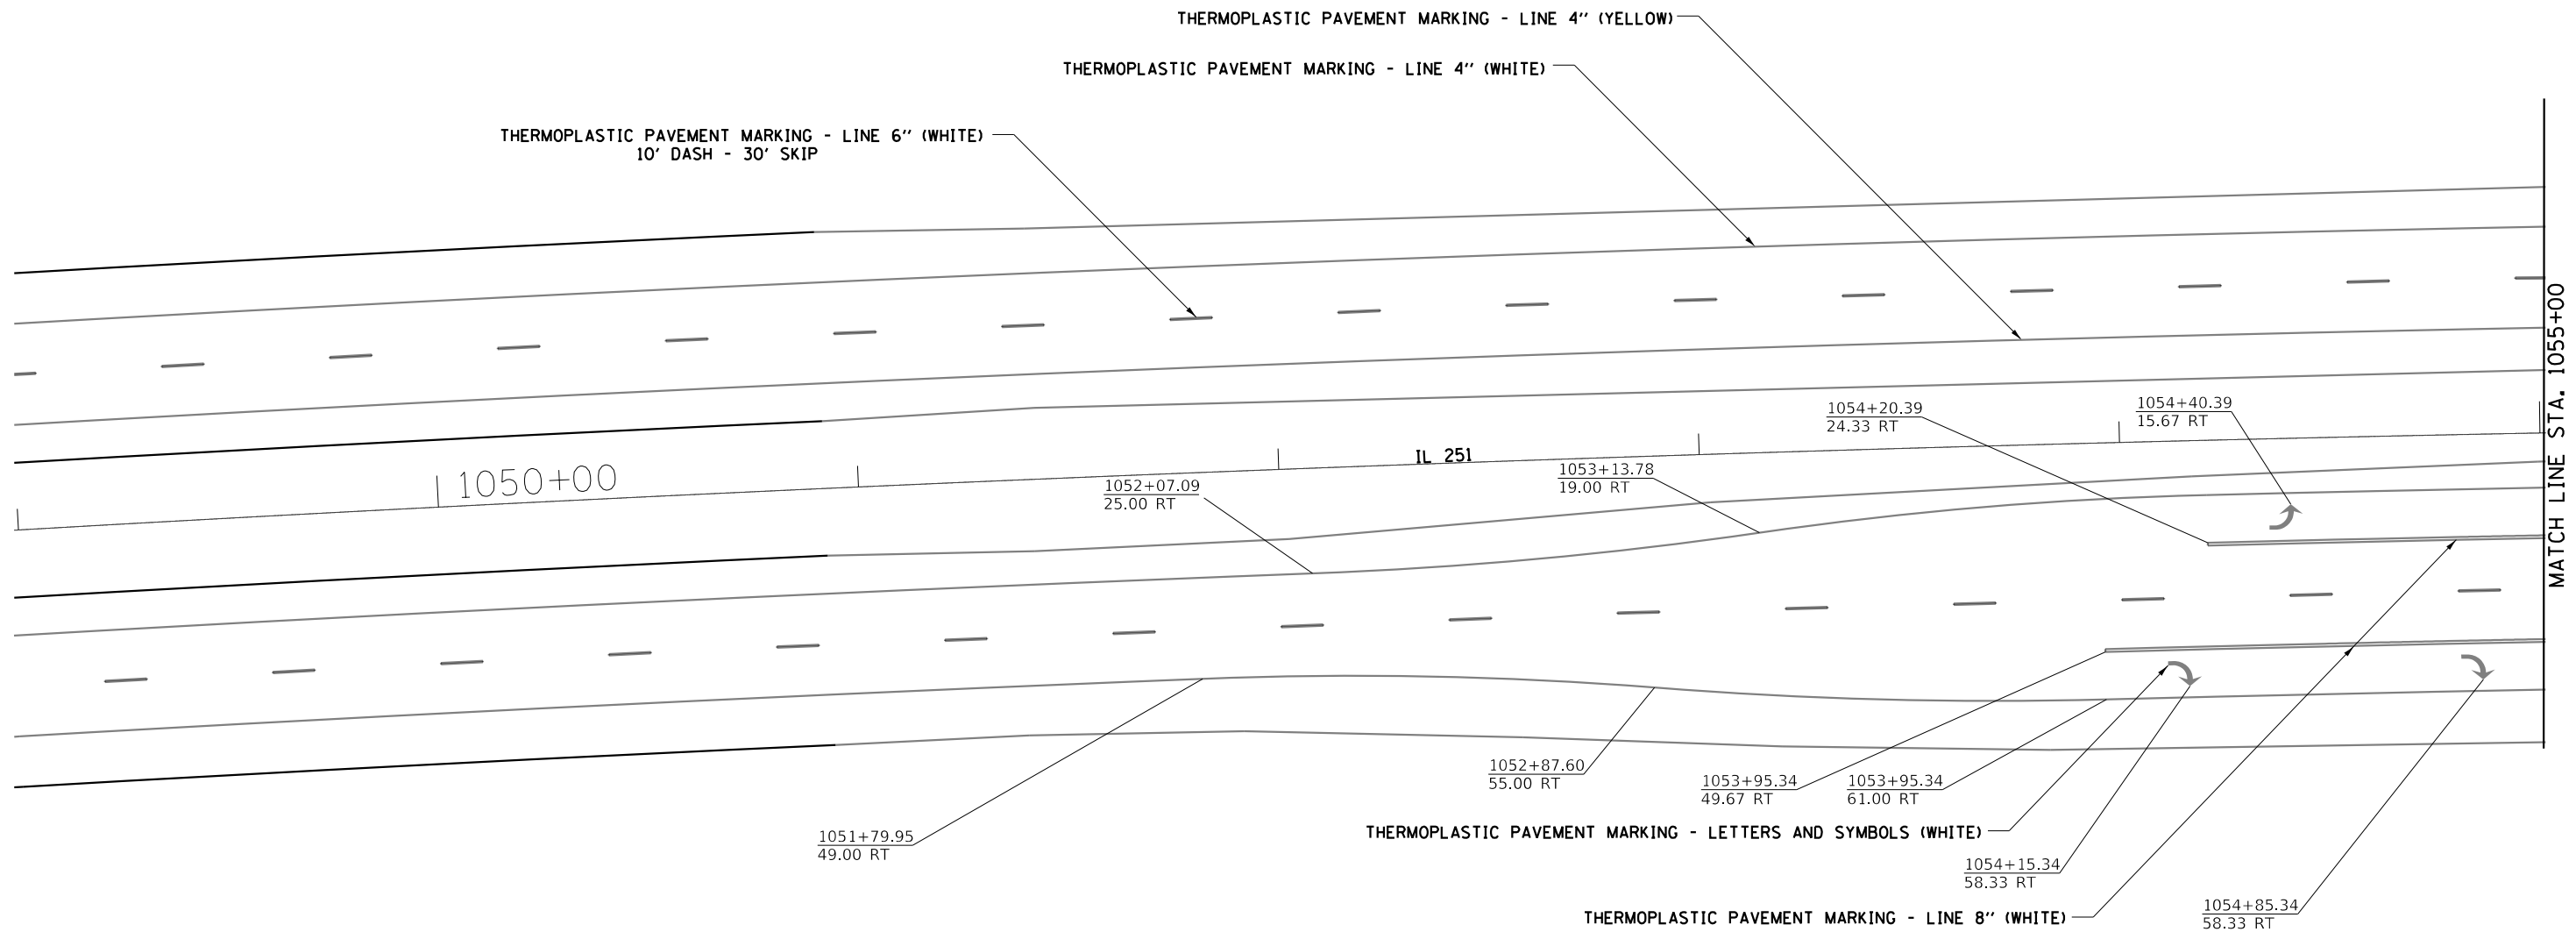 THERMOPLASTIC PAVEMENT MARKING - LINE 4" (YELLOW)
THERMOPLASTIC PAVEMENT MARKING - LINE 4" (WHITE)
THERMOPLASTIC PAVEMENT MARKING - LINE 6" (WHITE)
10' DASH - 30' SKIP
MATCH LINE STA. 1055+00
1054+20.39
24.33 RT
1054+40.39
15.67 RT
IL 251
1050+00
1052+07.09
25.00 RT
1053+13.78
19.00 RT
1052+87.60
55.00 RT
1053+95.34
49.67 RT
1053+95.34
61.00 RT
1051+79.95
49.00 RT
THERMOPLASTIC PAVEMENT MARKING - LETTERS AND SYMBOLS (WHITE)
1054+15.34
58.33 RT
THERMOPLASTIC PAVEMENT MARKING - LINE 8" (WHITE)
1054+85.34
58.33 RT